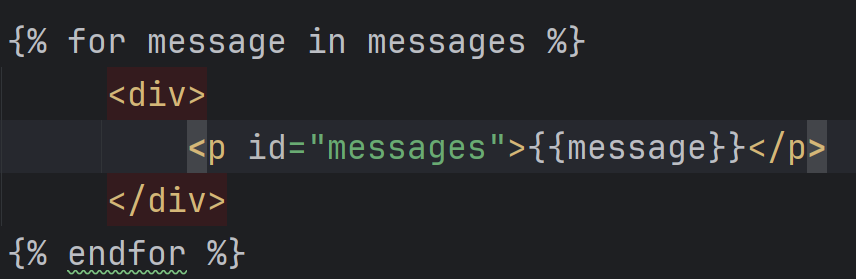 {% for message in messages %}
<div>
<p id="messages">{{message}}</p>
</div>
{% endfor %}